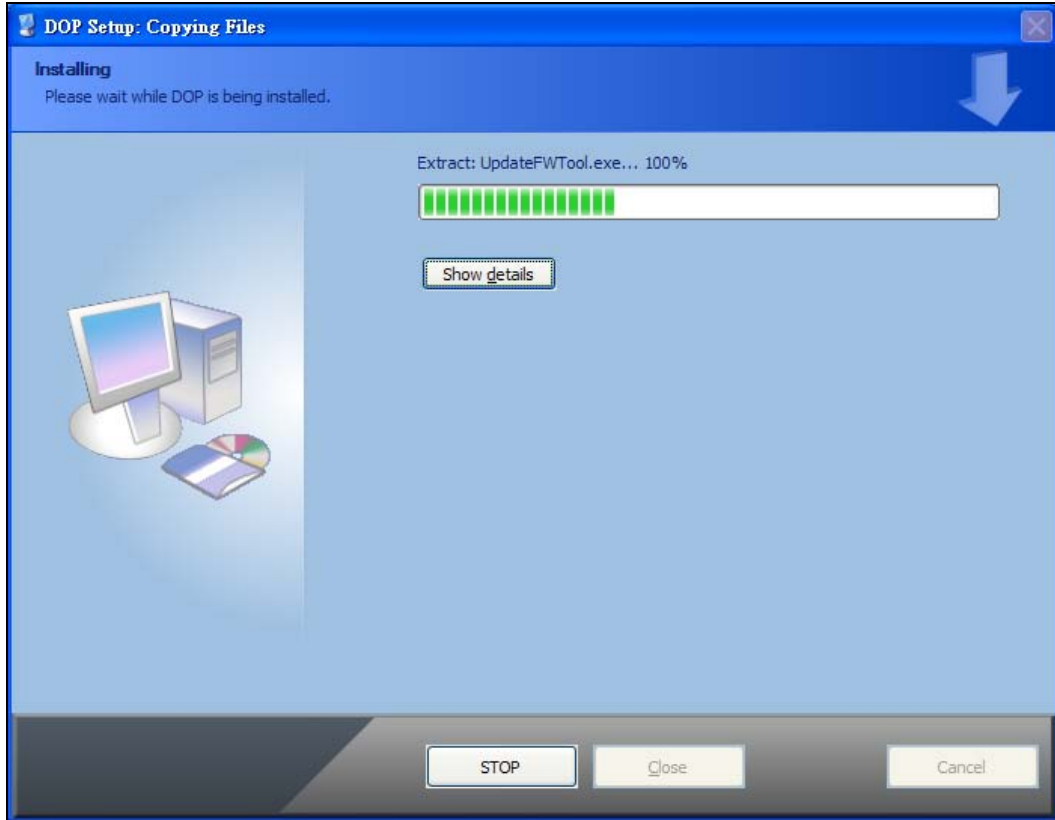 DOP Setup: Copying Files
Installing
Please wait while DOP is being installed.
Extract: UpdateFWTool.exe... 100%
Show details
STOP
Close
Cancel